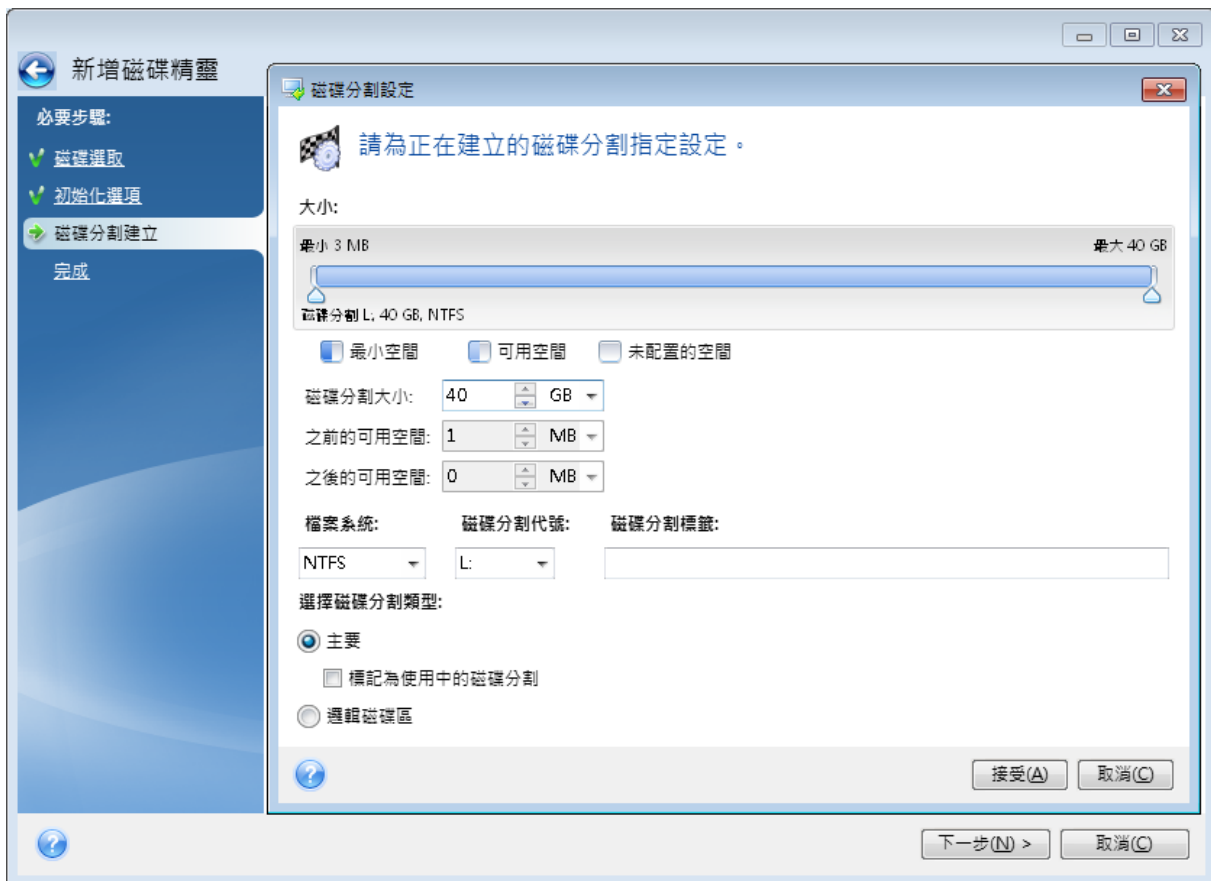 新增磁碟精靈
必要步驟:
磁碟選取
初始化選項
磁碟分割建立
完成
磁碟分割設定
請為正在建立的磁碟分割指定設定。
大小:
最小 3 MB 最大 40 GB
磁碟分割 L:, 40 GB, NTFS
最小空間 可用空間 未配置的空間
磁碟分割大小: 40 GB
之前的可用空間: 1 MB
之後的可用空間: 0 MB
檔案系統: 磁碟分割代號: 磁碟分割標籤:
NTFS L:
選擇磁碟分割類型:
主要
標記為使用中的磁碟分割
邏輯磁碟區
接受(A) 取消(C)
下一步(N) > 取消(C)